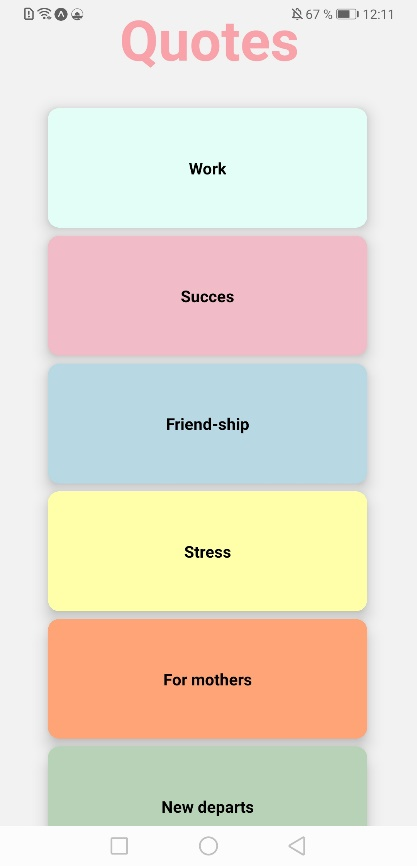 67 % 12:11
Quotes
Work
Succes
Friend-ship
Stress
For mothers
New departs